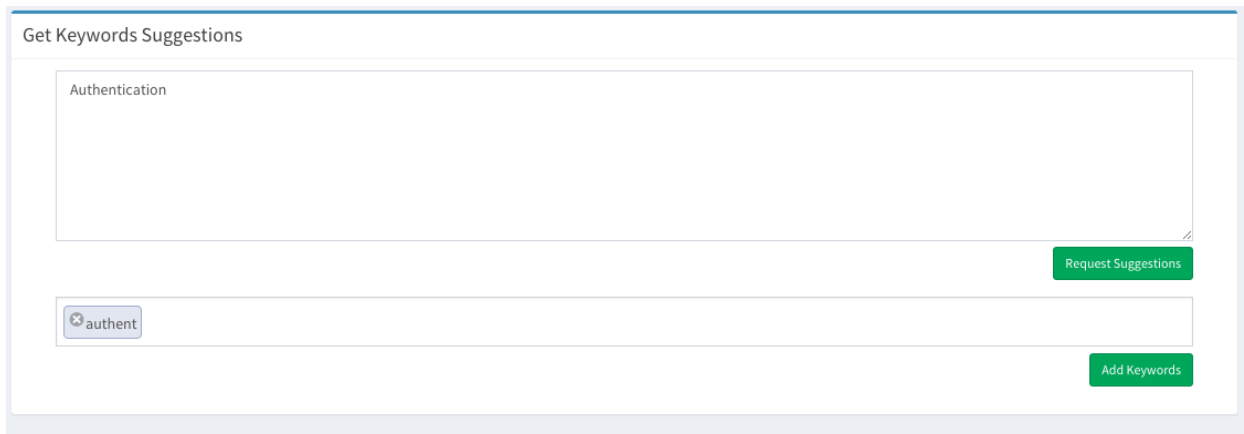 Get Keywords Suggestions
Authentication
Request Suggestions
authent
Add Keywords